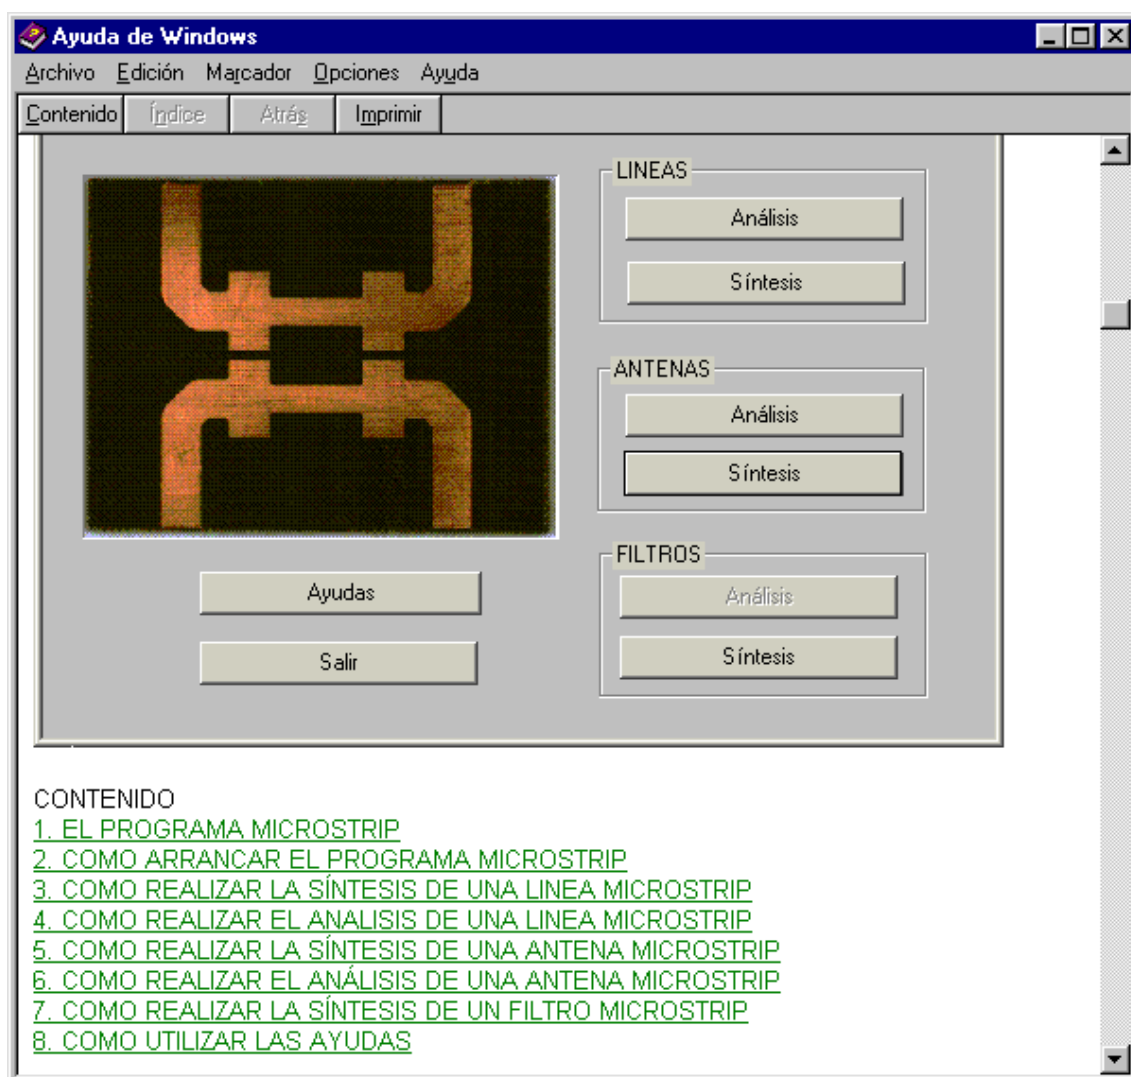 Ayuda de Windows
Archivo Edición Marcador Opciones Ayuda
Contenido Índice Atrás Imprimir
LINEAS
Análisis
Síntesis
ANTENAS
Análisis
Síntesis
FILTROS
Análisis
Síntesis
Ayudas
Salir
CONTENIDO
1. EL PROGRAMA MICROSTRIP
2. COMO ARRANCAR EL PROGRAMA MICROSTRIP
3. COMO REALIZAR LA SÍNTESIS DE UNA LINEA MICROSTRIP
4. COMO REALIZAR EL ANALISIS DE UNA LINEA MICROSTRIP
5. COMO REALIZAR LA SÍNTESIS DE UNA ANTENA MICROSTRIP
6. COMO REALIZAR EL ANÁLISIS DE UNA ANTENA MICROSTRIP
7. COMO REALIZAR LA SÍNTESIS DE UN FILTRO MICROSTRIP
8. COMO UTILIZAR LAS AYUDAS